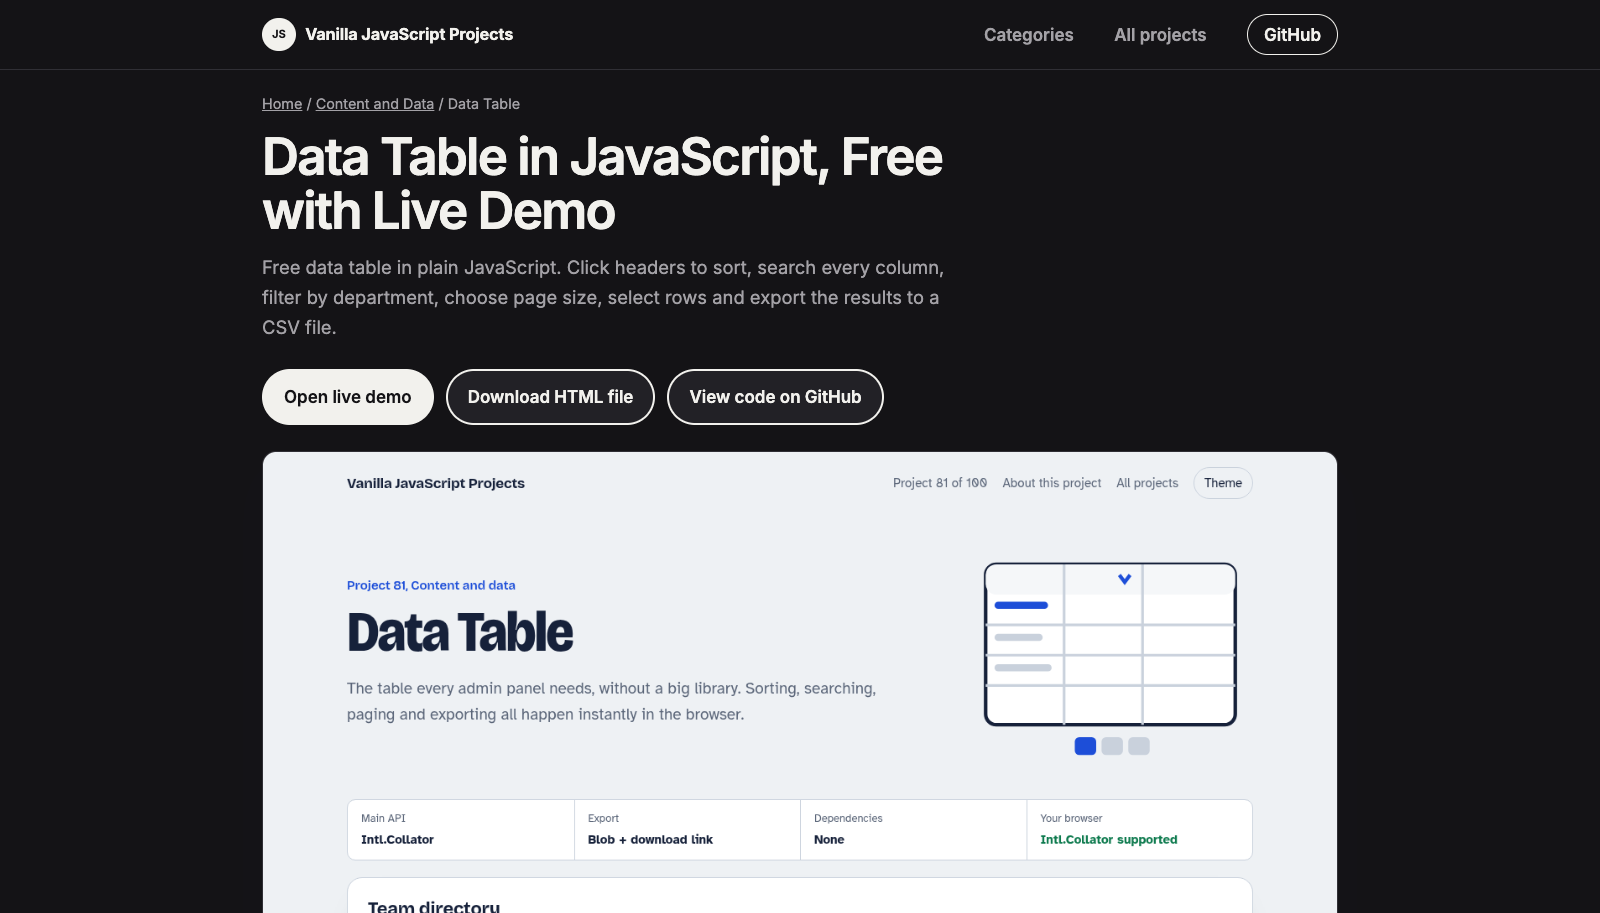 JS Vanilla JavaScript Projects Categories All projects GitHub
Home / Content and Data / Data Table
Data Table in JavaScript, Free
with Live Demo
Free data table in plain JavaScript. Click headers to sort, search every column,
filter by department, choose page size, select rows and export the results to a
CSV file.
Open live demo Download HTML file View code on GitHub
Vanilla JavaScript Projects Project 81 of 100 About this project All projects Theme
Project 81, Content and data
Data Table
The table every admin panel needs, without a big library. Sorting, searching,
paging and exporting all happen instantly in the browser.
Main API Export Dependencies Your browser
Intl.Collator Blob + download link None Intl.Collator supported
Team directory